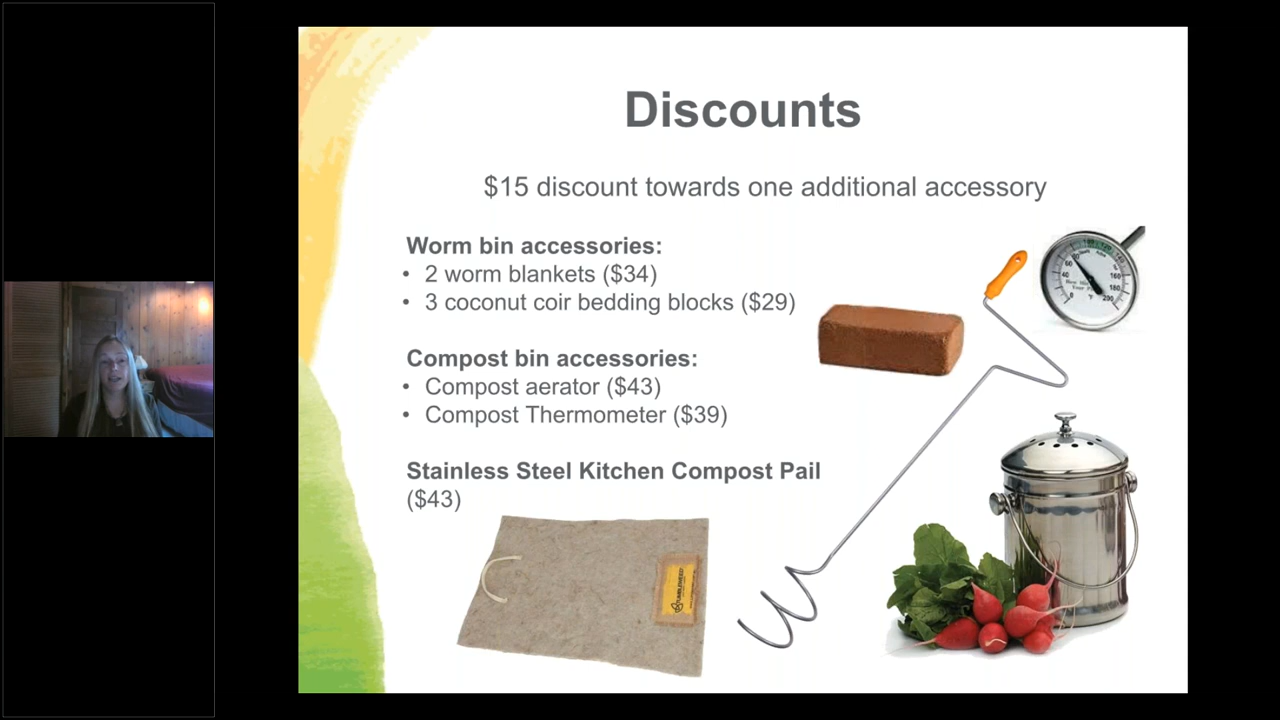 Discounts
$15 discount towards one additional accessory
Worm bin accessories:
• 2 worm blankets ($34)
• 3 coconut coir bedding blocks ($29)
Compost bin accessories:
• Compost aerator ($43)
• Compost Thermometer ($39)
Stainless Steel Kitchen Compost Pail
($43)